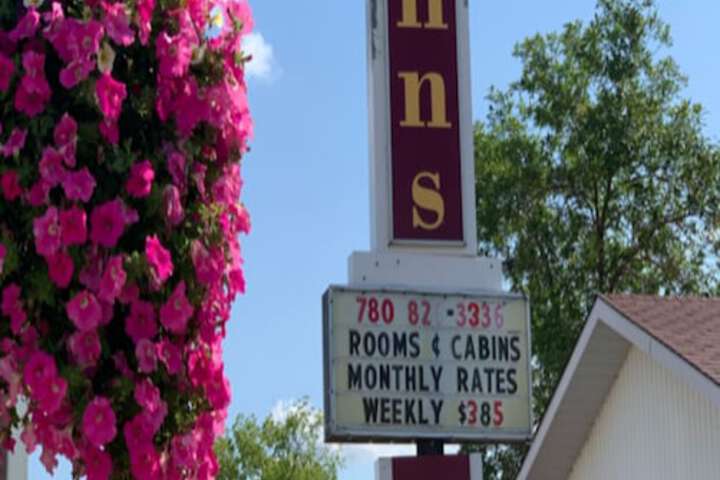 n
n
s
780 82 -3336
ROOMS ¢ CABINS
MONTHLY RATES
WEEKLY $385